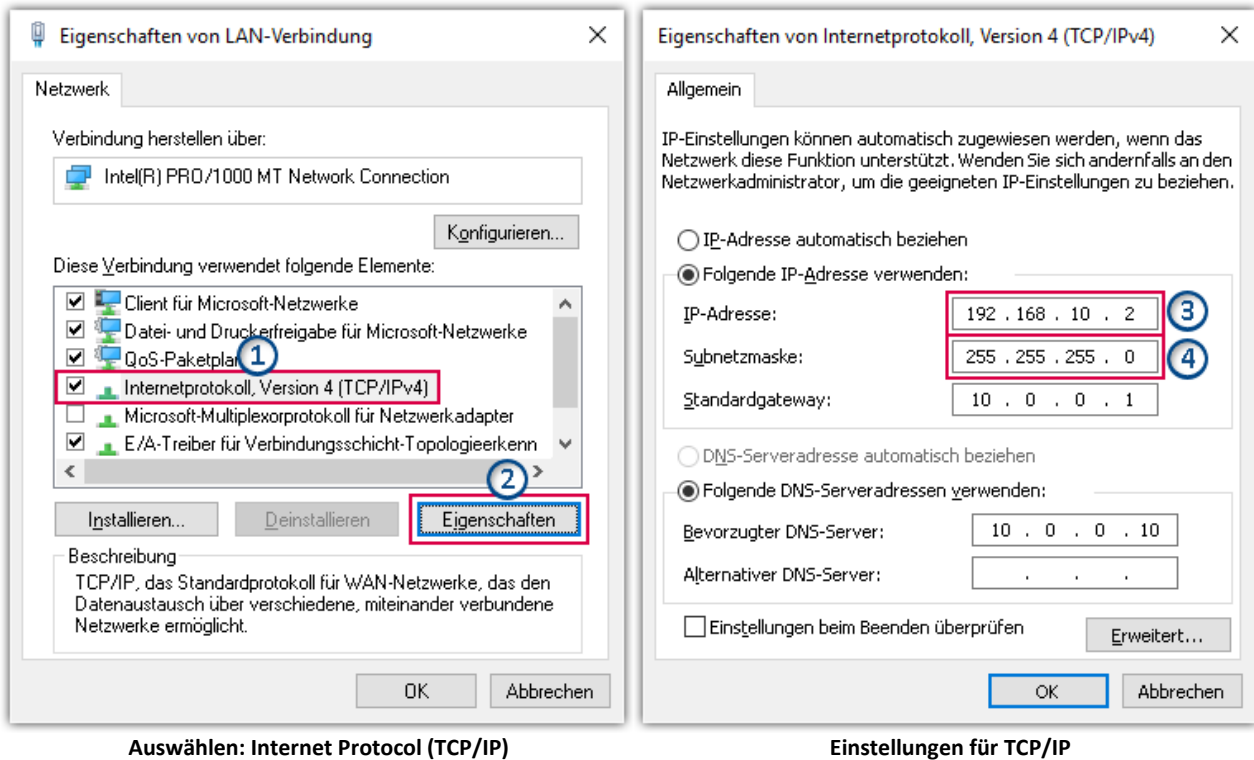 Eigenschaften von LAN-Verbindung
Netzwerk
Verbindung herstellen über:
Intel(R) PRO/1000 MT Network Connection
Konfigurieren...
Diese Verbindung verwendet folgende Elemente:
Client für Microsoft-Netzwerke
Datei- und Druckerfreigabe für Microsoft-Netzwerke
QoS-Paketplan
1
Internetprotokoll, Version 4 (TCP/IPv4)
Microsoft-Multiplexorprotokoll für Netzwerkadapter
E/A-Treiber für Verbindungsschicht-Topologieerkenn
2
Installieren...
Deinstallieren
Eigenschaften
Beschreibung
TCP/IP, das Standardprotokoll für WAN-Netzwerke, das den
Datenaustausch über verschiedene, miteinander verbundene
Netzwerke ermöglicht.
OK
Abbrechen
Auswählen: Internet Protocol (TCP/IP)
Eigenschaften von Internetprotokoll, Version 4 (TCP/IPv4)
Allgemein
IP-Einstellungen können automatisch zugewiesen werden, wenn das
Netzwerk diese Funktion unterstützt. Wenden Sie sich andernfalls an den
Netzwerkadministrator, um die geeigneten IP-Einstellungen zu beziehen.
IP-Adresse automatisch beziehen
Folgende IP-Adresse verwenden:
IP-Adresse: 192 . 168 . 10 . 2 3
Subnetzmaske: 255 . 255 . 255 . 0 4
Standardgateway: 10 . 0 . 0 . 1
DNS-Serveradresse automatisch beziehen
Folgende DNS-Serveradressen verwenden:
Bevorzugter DNS-Server: 10 . 0 . 0 . 10
Alternativer DNS-Server: . . .
Einstellungen beim Beenden überprüfen
Erweitert...
OK
Abbrechen
Einstellungen für TCP/IP